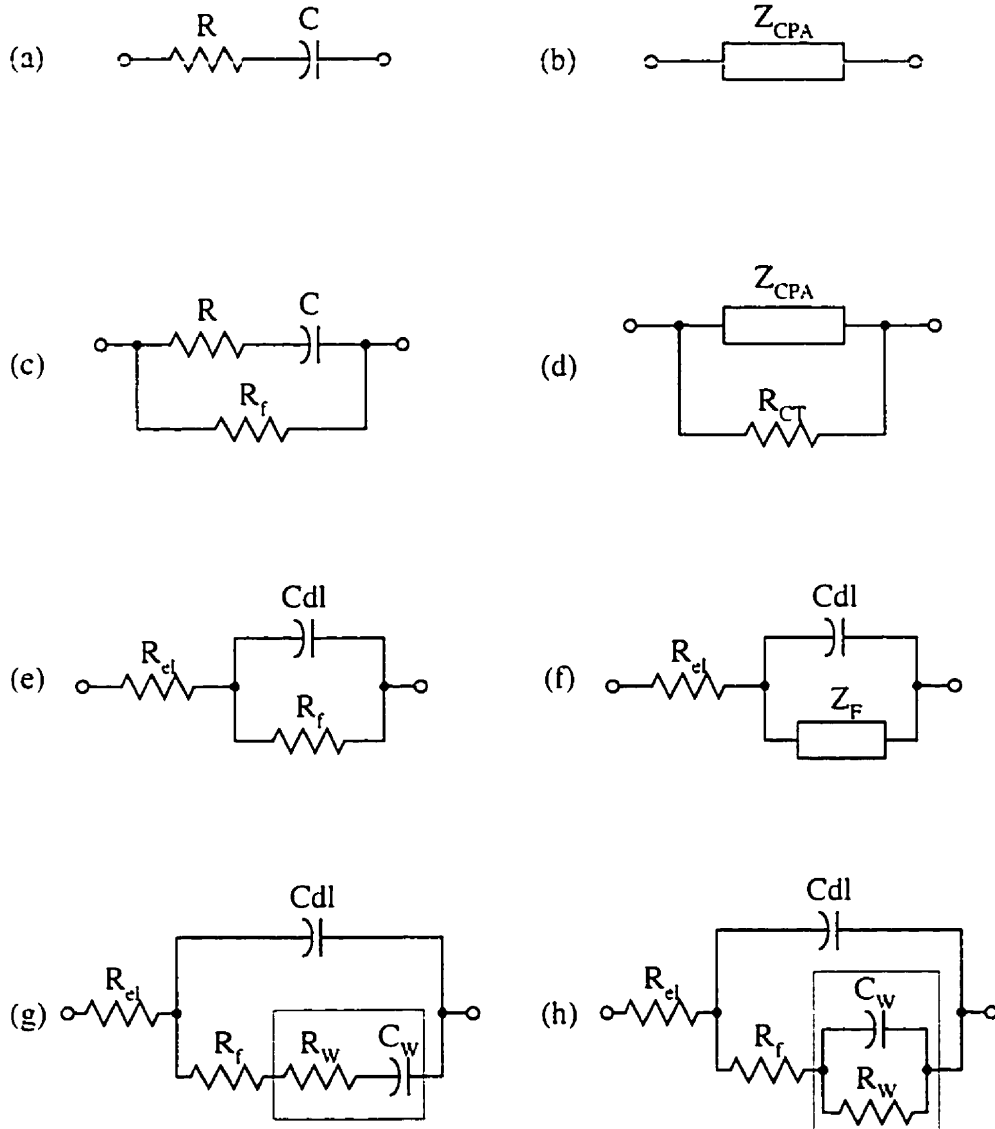 (a) R C
(b) Z_CPA
(c) R C
R_f
(d) Z_CPA
R_CT
(e) R_el Cdl
R_f
(f) R_el Cdl
Z_F
(g) R_el Cdl
R_f R_W C_W
(h) R_el Cdl
R_f C_W
R_W